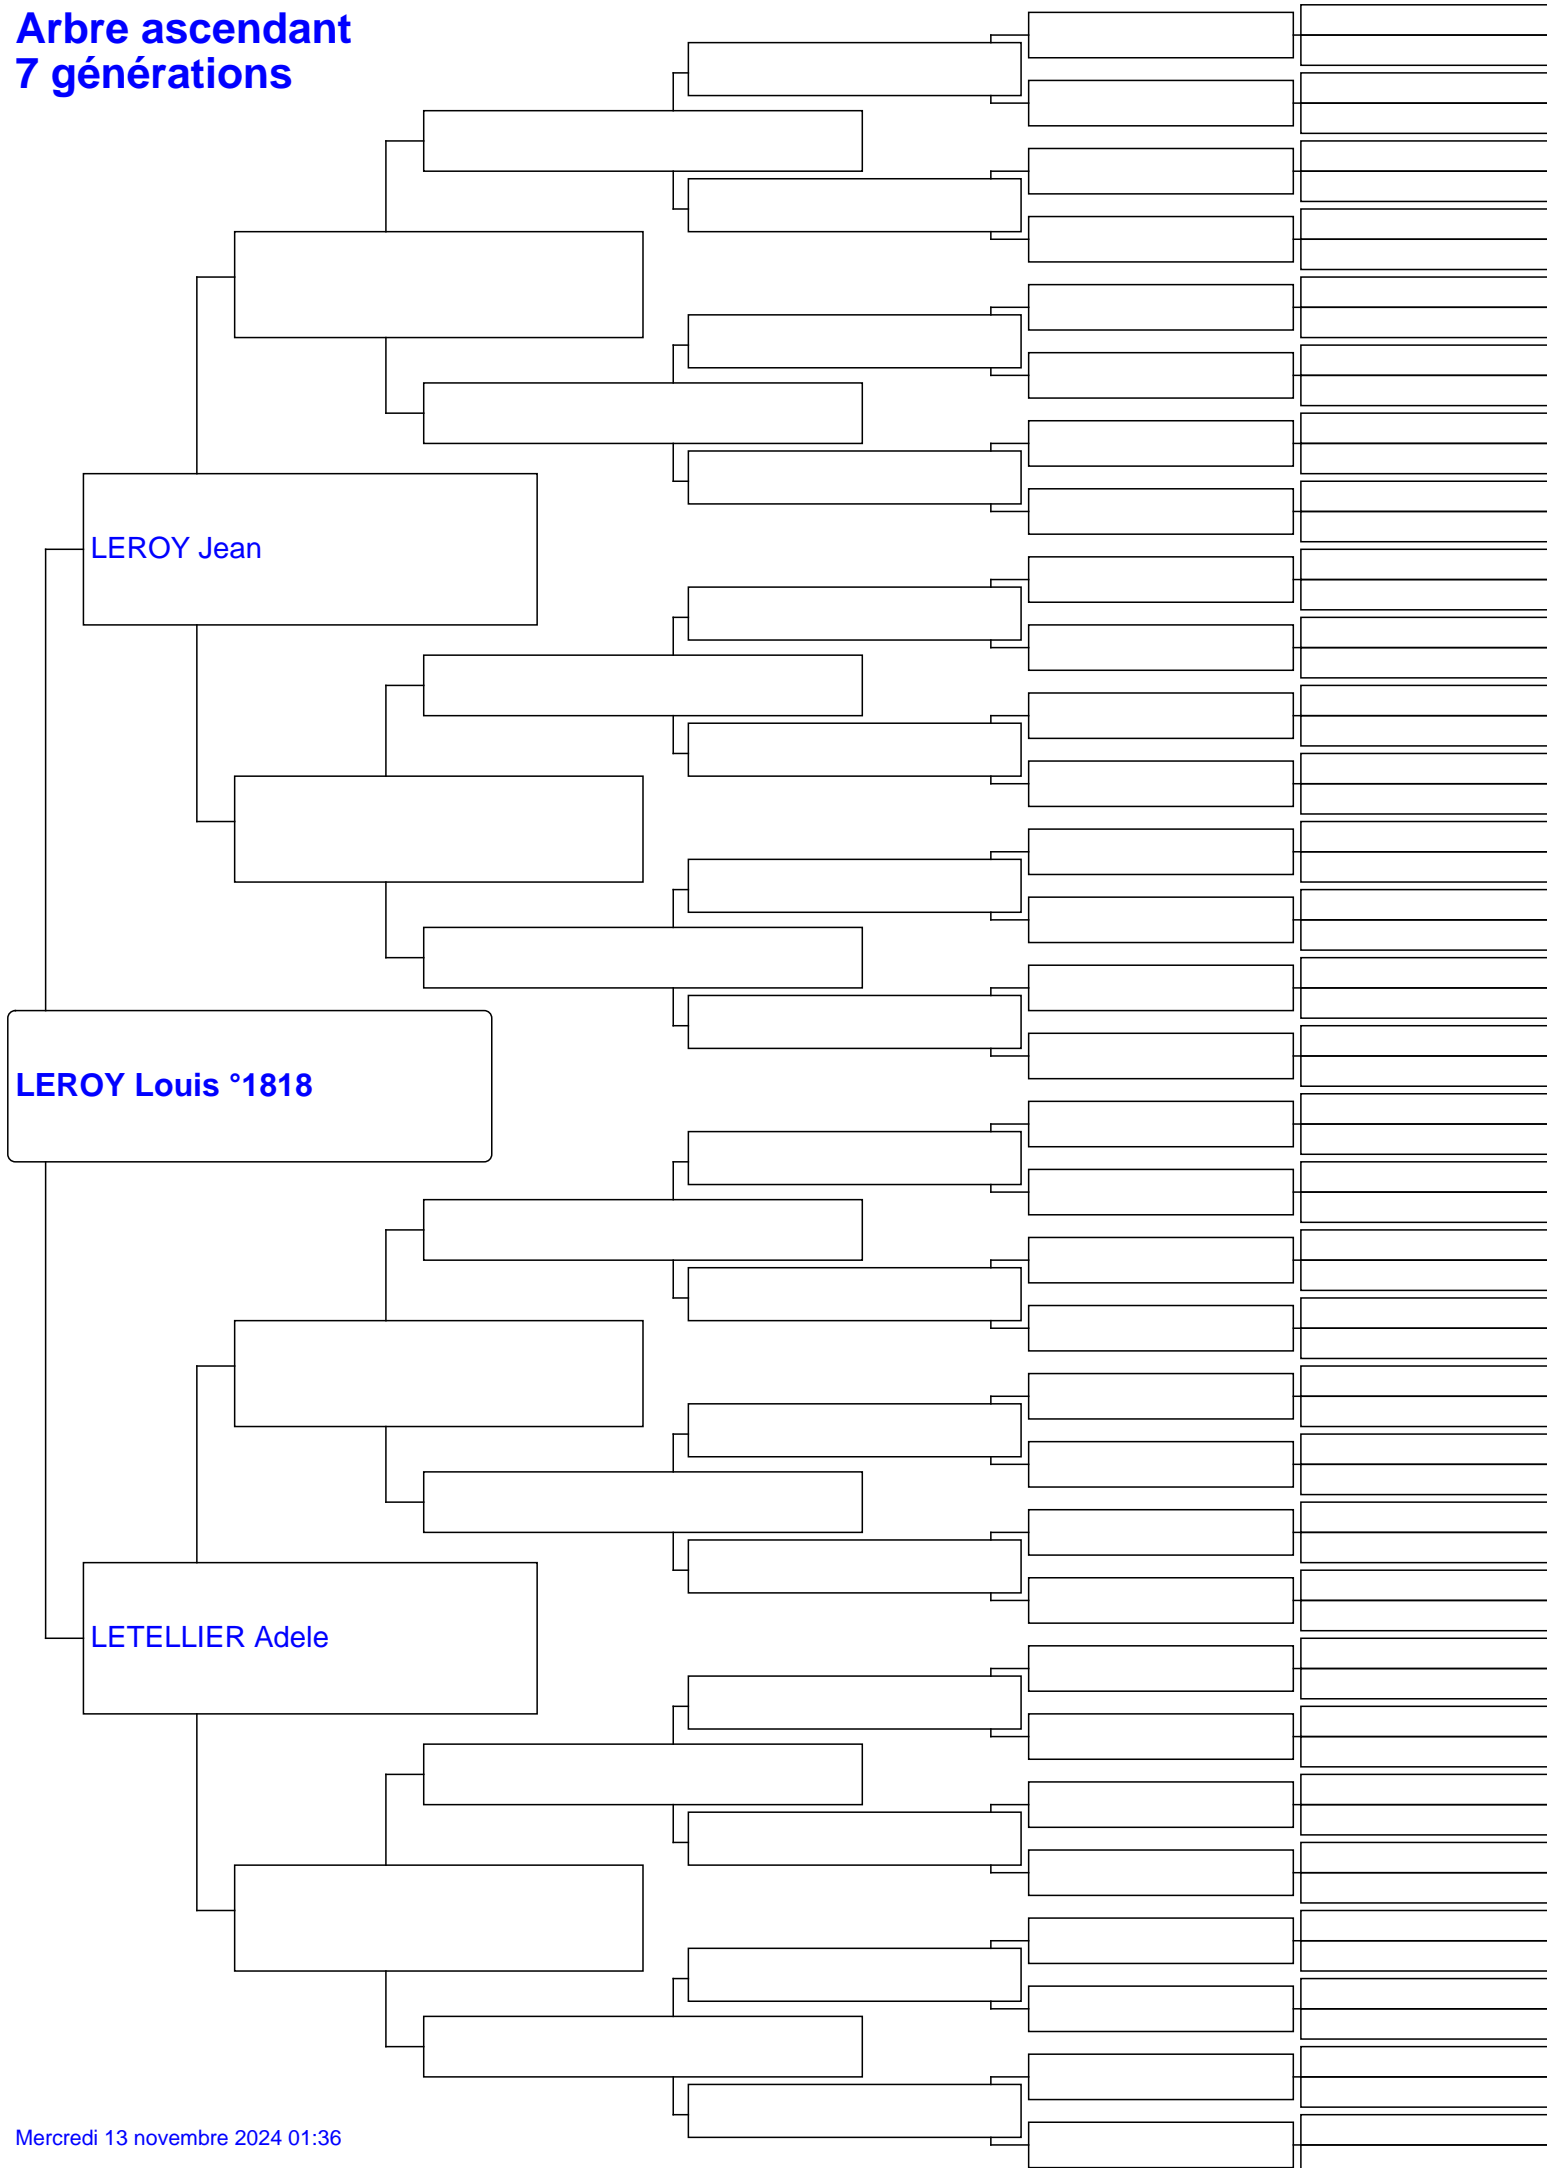 Arbre ascendant
7 générations
LEROY Jean
LEROY Louis °1818
LETELLIER Adele
Mercredi 13 novembre 2024 01:36